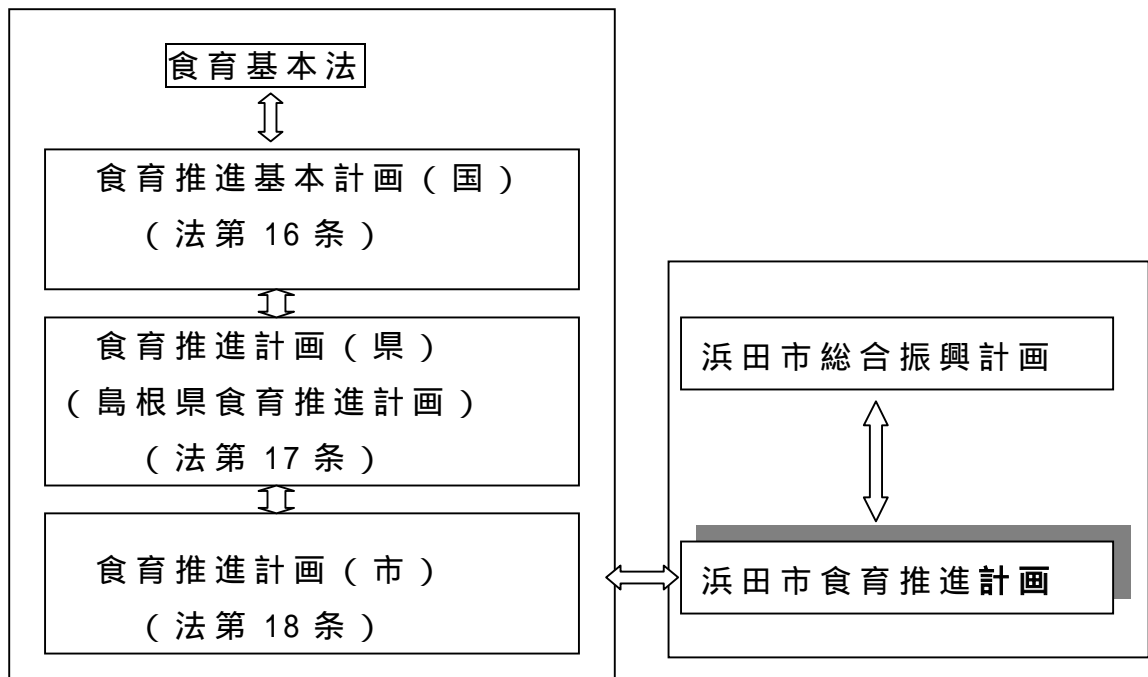 食育基本法
食育推進基本計画（国）
（法第16条）
食育推進計画（県）
（島根県食育推進計画）
（法第17条）
食育推進計画（市）
（法第18条）
浜田市総合振興計画
浜田市食育推進計画